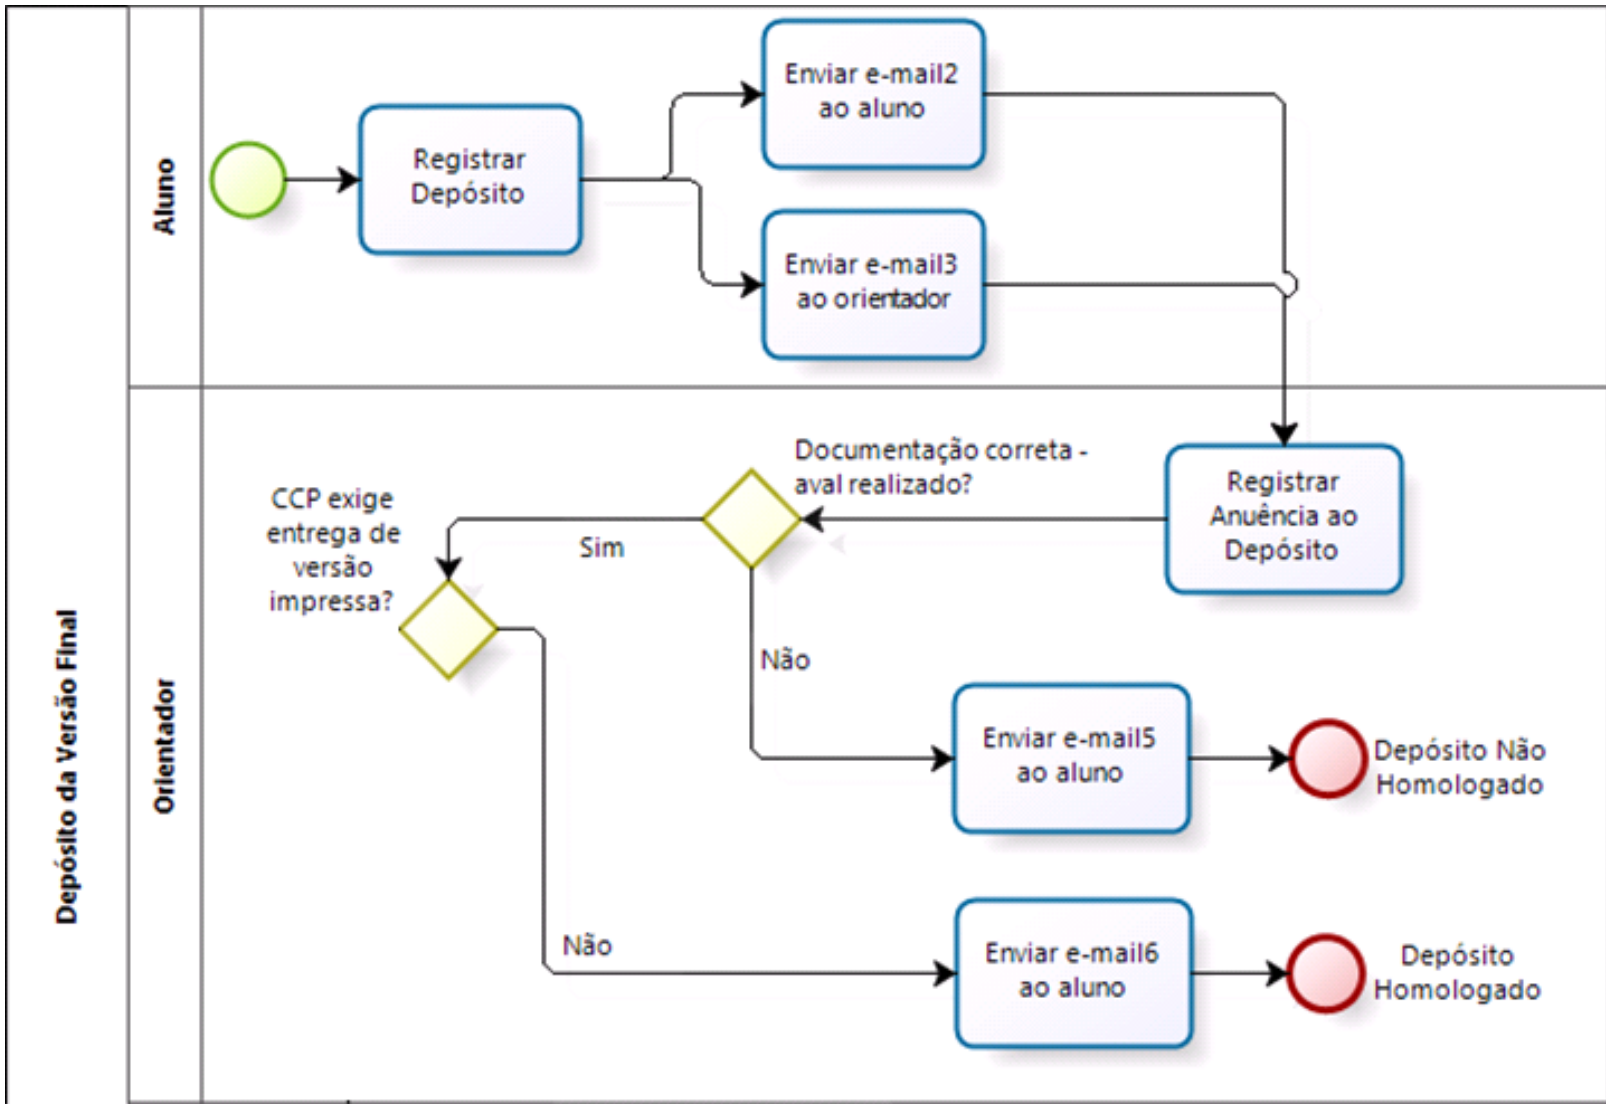 Depósito da Versão Final
Aluno
Registrar
Depósito
Enviar e-mail2
ao aluno
Enviar e-mail3
ao orientador
Orientador
Registrar
Anuência ao
Depósito
Documentação correta -
aval realizado?
Sim
Não
CCP exige
entrega de
versão
impressa?
Enviar e-mail5
ao aluno
Depósito Não
Homologado
Não
Enviar e-mail6
ao aluno
Depósito
Homologado